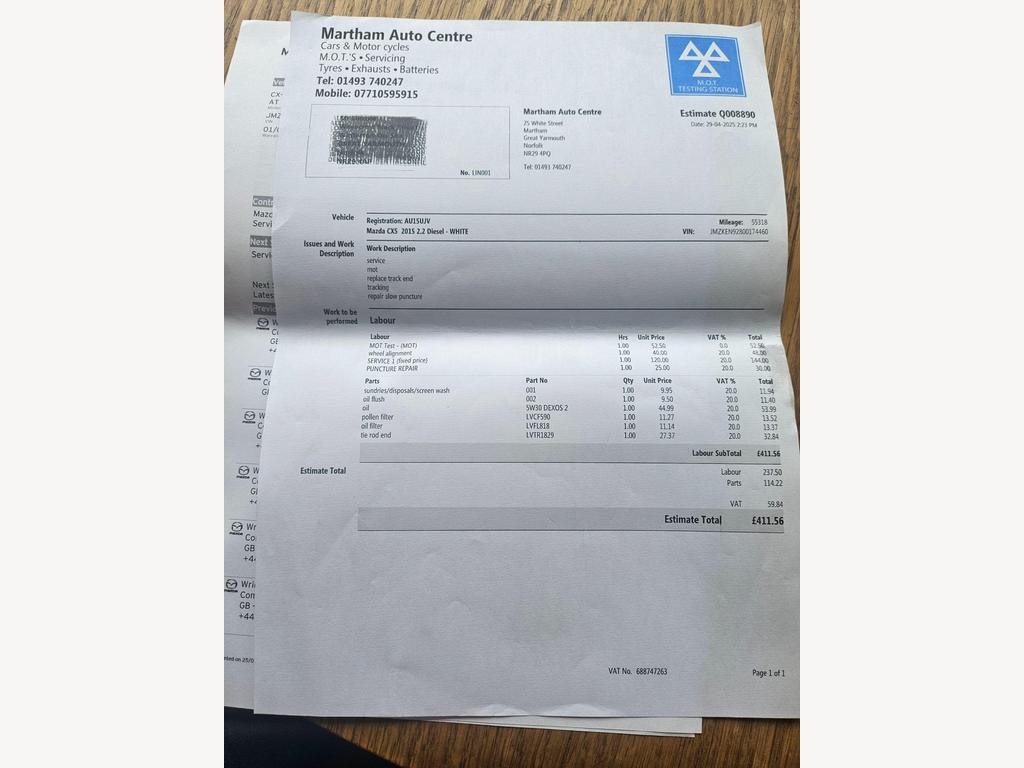 Martham Auto Centre
Cars & Motor cycles
M.O.T.'S • Servicing
Tyres • Exhausts • Batteries
Tel: 01493 740247
Mobile: 07710595915
M.O.T.
TESTING STATION
No. LIN001
Martham Auto Centre
25 White Street
Martham
Great Yarmouth
Norfolk
NR29 4PQ
Tel: 01493 740247
Estimate Q008890
Date: 29-04-2025 2:23 PM
Vehicle
Registration: AU15UJV
Mileage: 55318
Mazda CX5 2015 2.2 Diesel - WHITE
VIN: JMZKEN92800174460
Issues and Work Description
Work Description
service
mot
replace track end
tracking
repair slow puncture
Work to be performed
Labour
Labour Hrs Unit Price VAT % Total
MOT Test - (MOT) 1.00 52.50 0.0 52.50
wheel alignment 1.00 40.00 20.0 48.00
SERVICE 1 (fixed price) 1.00 120.00 20.0 144.00
PUNCTURE REPAIR 1.00 25.00 20.0 30.00
Parts Part No Qty Unit Price VAT % Total
sundries/disposals/screen wash 001 1.00 9.95 20.0 11.94
oil flush 002 1.00 9.50 20.0 11.40
oil 5W30 DEXOS 2 1.00 44.99 20.0 53.99
pollen filter LVCF590 1.00 11.27 20.0 13.52
oil filter LVFL818 1.00 11.14 20.0 13.37
tie rod end LVTR1829 1.00 27.37 20.0 32.84
Labour SubTotal £411.56
Estimate Total
Labour 237.50
Parts 114.22
VAT 59.84
Estimate Total £411.56
VAT No. 688747263
Page 1 of 1